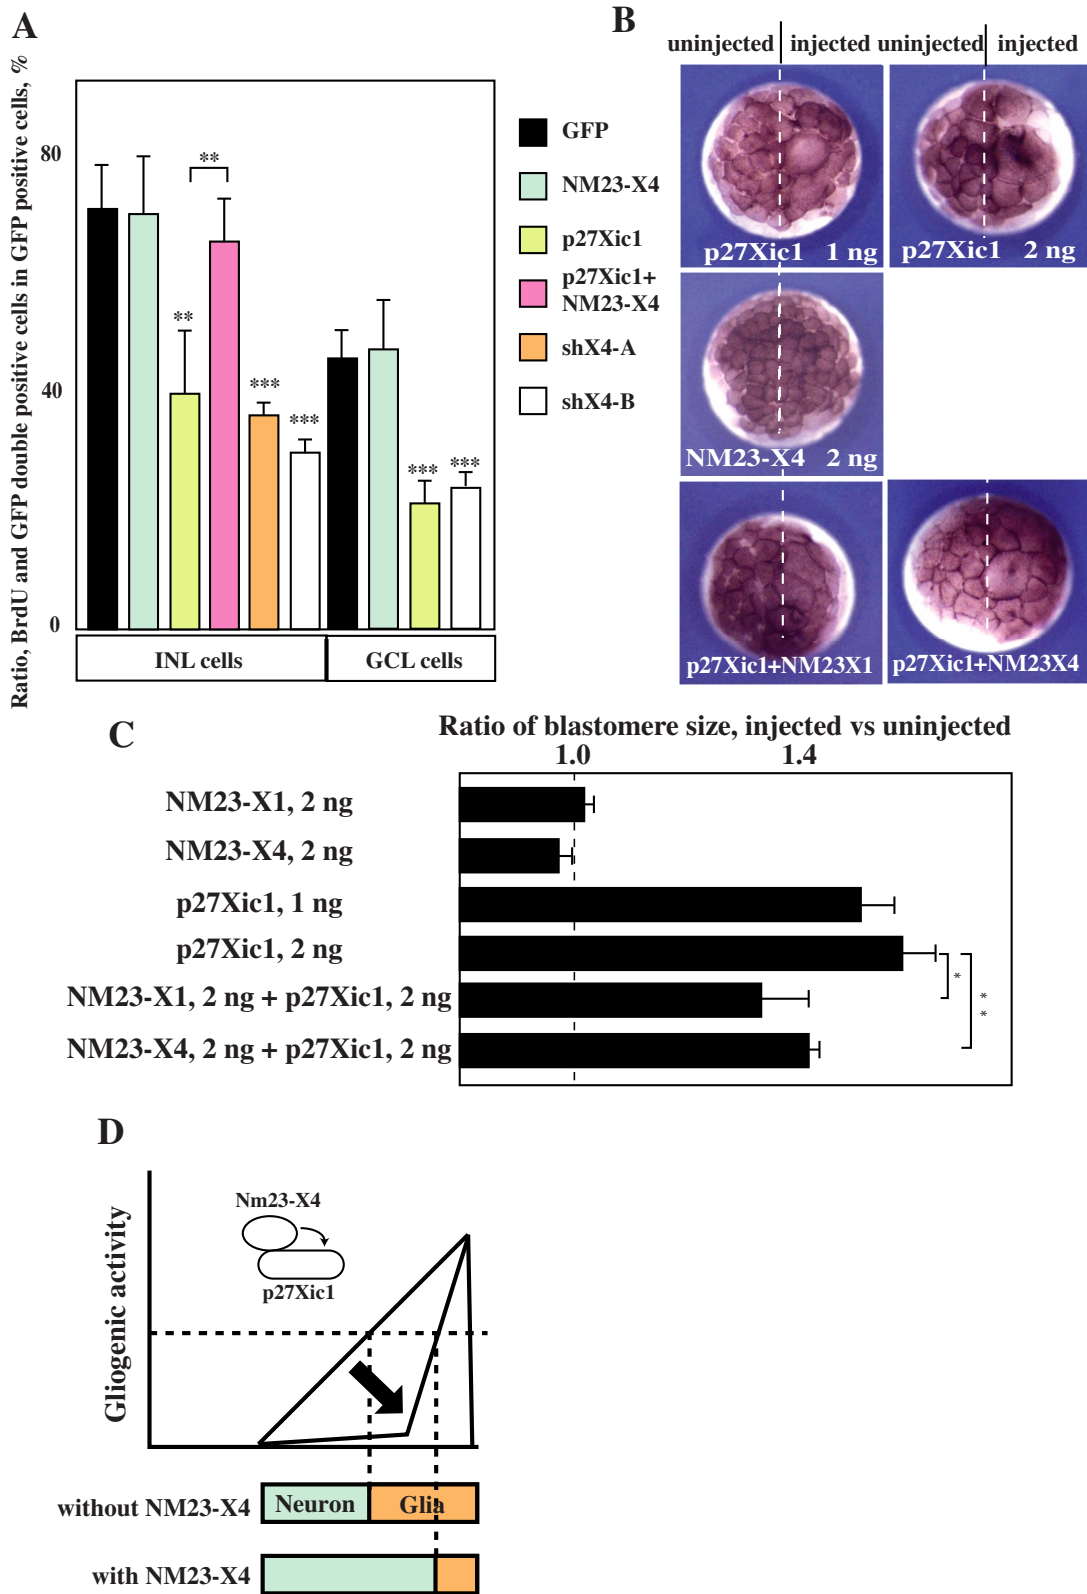 A
Ratio, BrdU and GFP double positive cells in GFP positive cells, %
80
40
0
**
**
***
***
***
***
INL cells
GCL cells
GFP
NM23-X4
p27Xic1
p27Xic1+
NM23-X4
shX4-A
shX4-B
B
uninjected injected uninjected injected
p27Xic1 1 ng
p27Xic1 2 ng
NM23-X4 2 ng
p27Xic1+NM23X1
p27Xic1+NM23X4
C
Ratio of blastomere size, injected vs uninjected
1.0 1.4
NM23-X1, 2 ng
NM23-X4, 2 ng
p27Xic1, 1 ng
p27Xic1, 2 ng
NM23-X1, 2 ng + p27Xic1, 2 ng
NM23-X4, 2 ng + p27Xic1, 2 ng
*
**
D
Gliogenic activity
Nm23-X4
p27Xic1
without NM23-X4 Neuron Glia
with NM23-X4